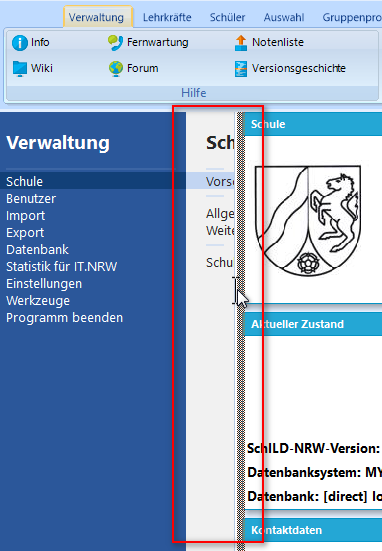 Verwaltung Lehrkräfte Schüler Auswahl Gruppenpro
Info Fernwartung Notenliste
Wiki Forum Versionsgeschichte
Hilfe
Verwaltung
Schule
Benutzer
Import
Export
Datenbank
Statistik für IT.NRW
Einstellungen
Werkzeuge
Programm beenden
Sch
Vors
Allge
Weite
Schu
Schule
Aktueller Zustand
SchILD-NRW-Version:
Datenbanksystem: MY
Datenbank: [direct] lo
Kontaktdaten